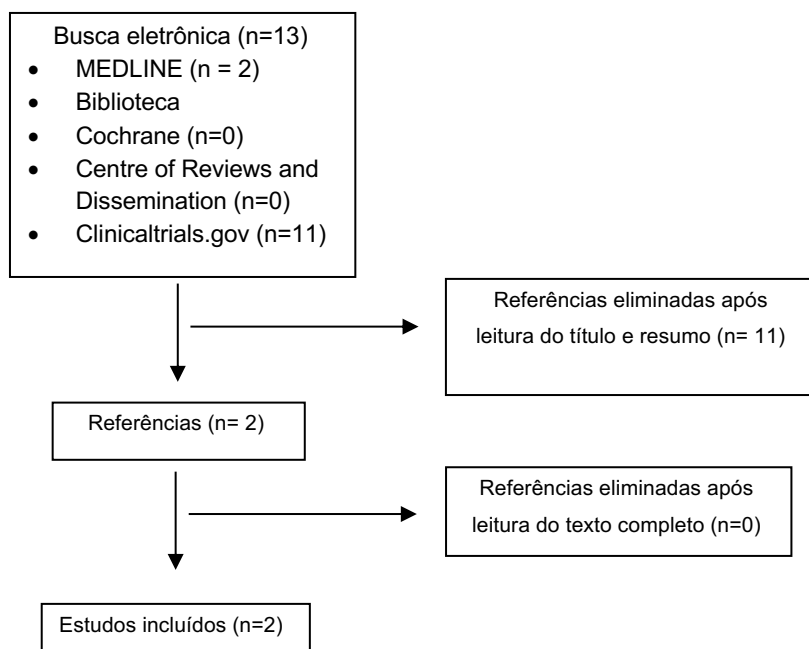 Busca eletrônica (n=13)
• MEDLINE (n = 2)
• Biblioteca
• Cochrane (n=0)
• Centre of Reviews and
Dissemination (n=0)
• Clinicaltrials.gov (n=11)
Referências eliminadas após
leitura do título e resumo (n= 11)
Referências (n= 2)
Referências eliminadas após
leitura do texto completo (n=0)
Estudos incluídos (n=2)